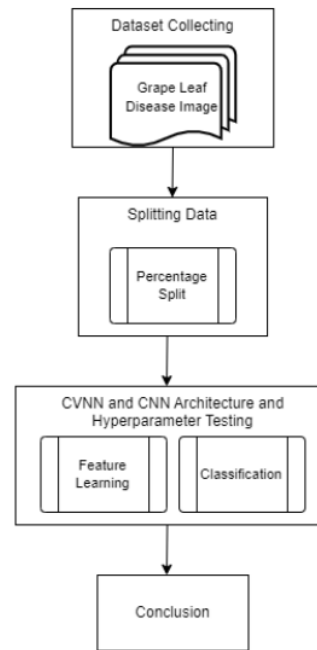 Dataset Collecting
Grape Leaf
Disease Image
Splitting Data
Percentage
Split
CVNN and CNN Architecture and
Hyperparameter Testing
Feature
Learning
Classification
Conclusion